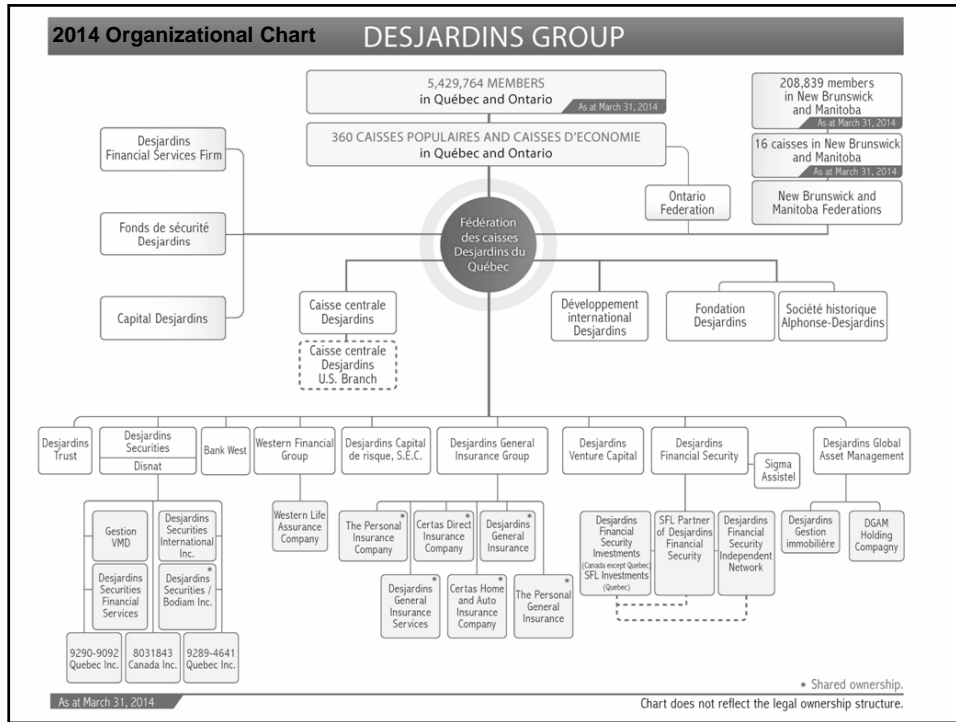 2014 Organizational Chart
DESJARDINS GROUP
5,429,764 MEMBERS
in Québec and Ontario
As at March 31, 2014
360 CAISSES POPULAIRES AND CAISSES D'ECONOMIE
in Québec and Ontario
208,839 members
in New Brunswick
and Manitoba
As at March 31, 2014
16 caisses in New Brunswick
and Manitoba
As at March 31, 2014
New Brunswick and
Manitoba Federations
Ontario
Federation
Desjardins
Financial Services Firm
Fonds de sécurité
Desjardins
Capital Desjardins
Fédération
des caisses
Desjardins du
Québec
Caisse centrale
Desjardins
Caisse centrale
Desjardins
U.S. Branch
Développement
international
Desjardins
Fondation
Desjardins
Société historique
Alphonse-Desjardins
Desjardins
Trust
Desjardins
Securities
Disnat
Bank West
Western Financial
Group
Desjardins Capital
de risque, S.E.C.
Desjardins General
Insurance Group
Desjardins
Venture Capital
Desjardins
Financial Security
Sigma
Assistel
Desjardins Global
Asset Management
Gestion
VMD
Desjardins
Securities
International
Inc.
Desjardins
Securities
Financial
Services
*
Desjardins
Securities /
Bodiam Inc.
9290-9092
Quebec Inc.
8031843
Canada Inc.
9289-4641
Quebec Inc.
Western Life
Assurance
Company
*
The Personal
Insurance
Company
*
Certas Direct
Insurance
Company
*
Desjardins
General
Insurance
*
Desjardins
General
Insurance
Services
*
Certas Home
and Auto
Insurance
Company
*
The Personal
General
Insurance
Desjardins
Financial
Security
Investments
(Canada except Quebec)
SFL Investments
(Quebec)
SFL Partner
of Desjardins
Financial
Security
Desjardins
Financial
Security
Independent
Network
Desjardins
Gestion
immobilière
DGAM
Holding
Compagny
* Shared ownership.
As at March 31, 2014
Chart does not reflect the legal ownership structure.